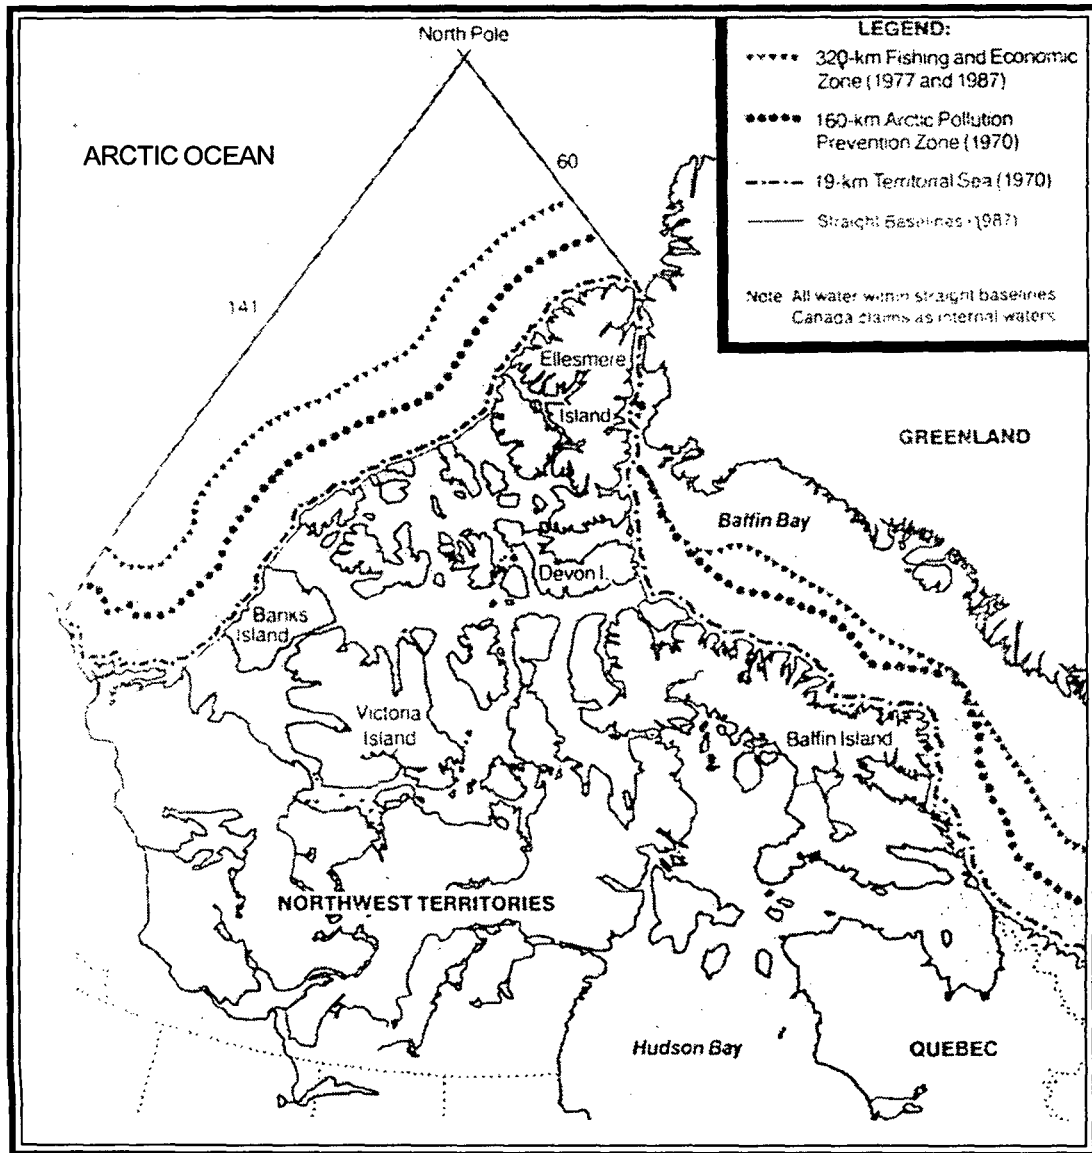 North Pole
LEGEND:
320-km Fishing and Economic
Zone (1977 and 1987)
160-km Arctic Pollution
Prevention Zone (1970)
19-km Territorial Sea (1970)
Straight Baselines (1987)
Note All water within straight baselines
Canada claims as internal waters
ARCTIC OCEAN
60
141
Ellesmere
Island
GREENLAND
Baffin Bay
Devon I.
Banks
Island
Victoria
Island
Baffin Island
NORTHWEST TERRITORIES
Hudson Bay
QUEBEC